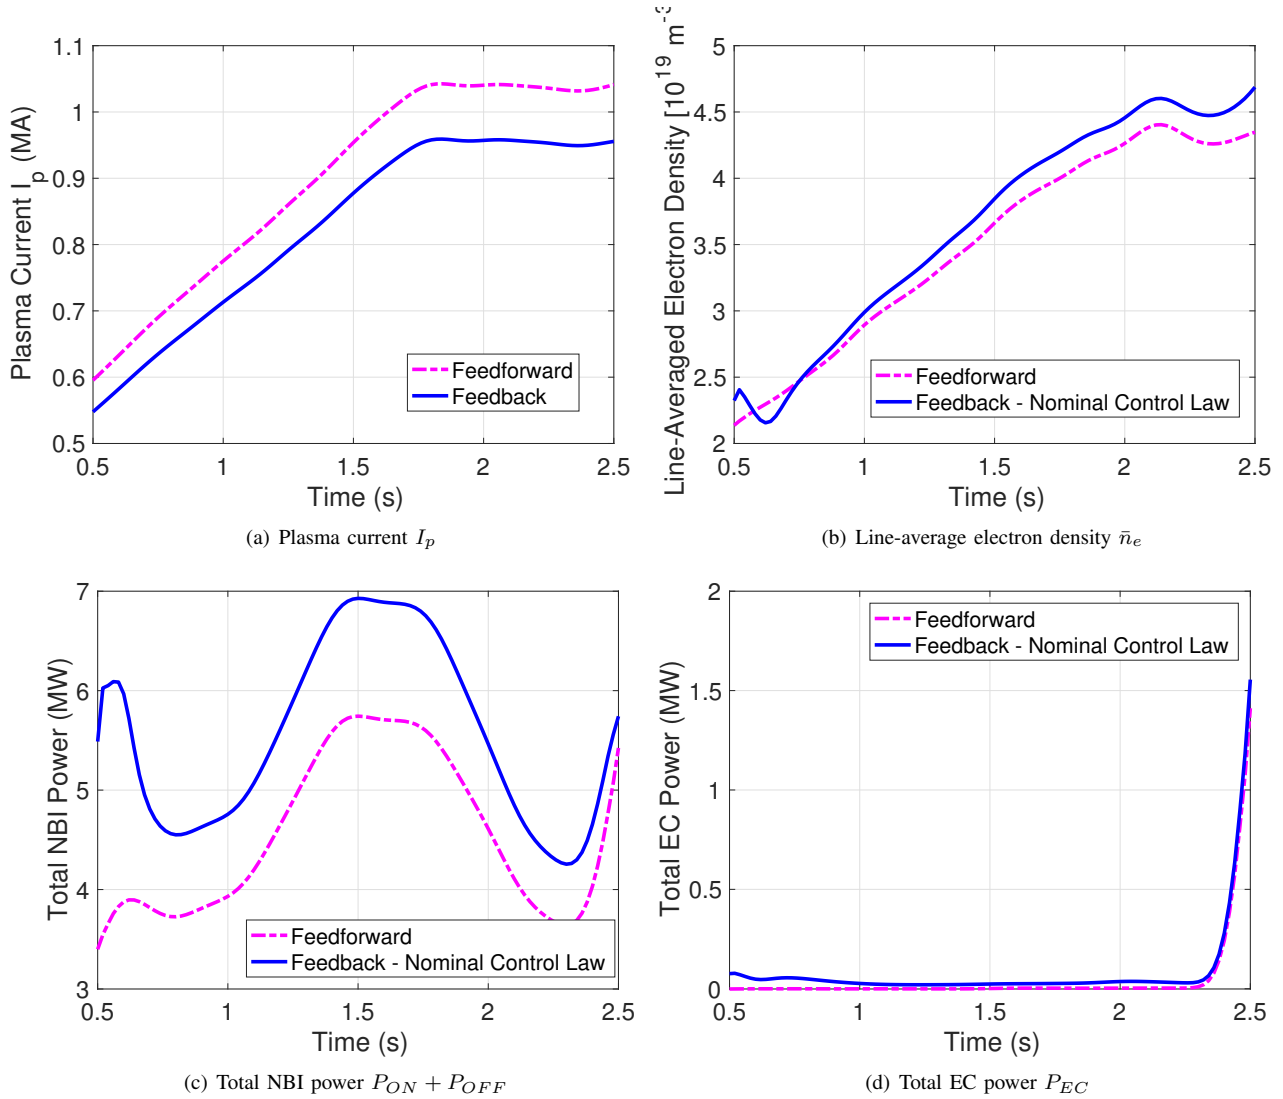 1.1
1
0.9
0.8
0.7
0.6
0.5
Plasma Current I_p (MA)
Feedforward
Feedback
0.5 1 1.5 2 2.5
Time (s)
(a) Plasma current I_p
5
4.5
4
3.5
3
2.5
2
Line-Averaged Electron Density [10^19 m^-3
Feedforward
Feedback - Nominal Control Law
0.5 1 1.5 2 2.5
Time (s)
(b) Line-average electron density n̄_e
7
6
5
4
3
Total NBI Power (MW)
Feedforward
Feedback - Nominal Control Law
0.5 1 1.5 2 2.5
Time (s)
(c) Total NBI power P_ON + P_OFF
2
1.5
1
0.5
0
Total EC Power (MW)
Feedforward
Feedback - Nominal Control Law
0.5 1 1.5 2 2.5
Time (s)
(d) Total EC power P_EC